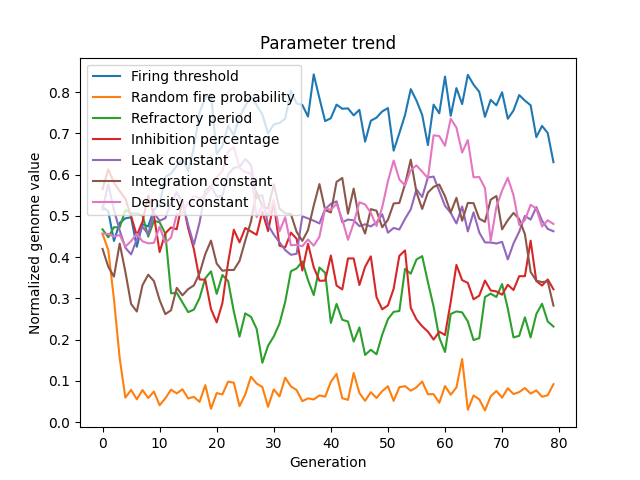 Parameter trend
Normalized genome value
0.8
0.7
0.6
0.5
0.4
0.3
0.2
0.1
0.0
Firing threshold
Random fire probability
Refractory period
Inhibition percentage
Leak constant
Integration constant
Density constant
0 10 20 30 40 50 60 70 80
Generation